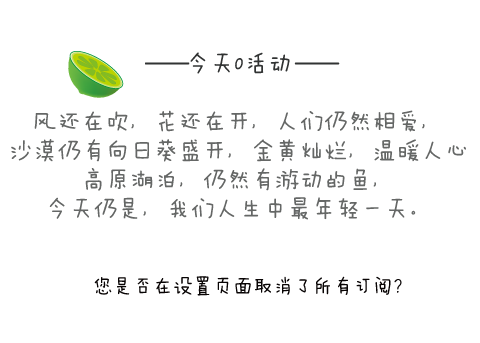 ——今天0活动——
风还在吹, 花还在开, 人们仍然相爱,
沙漠仍有向日葵盛开, 金黄灿烂, 温暖人心
高原湖泊, 仍然有游动的鱼,
今天仍是, 我们人生中最年轻一天。
您是否在设置页面取消了所有订阅?